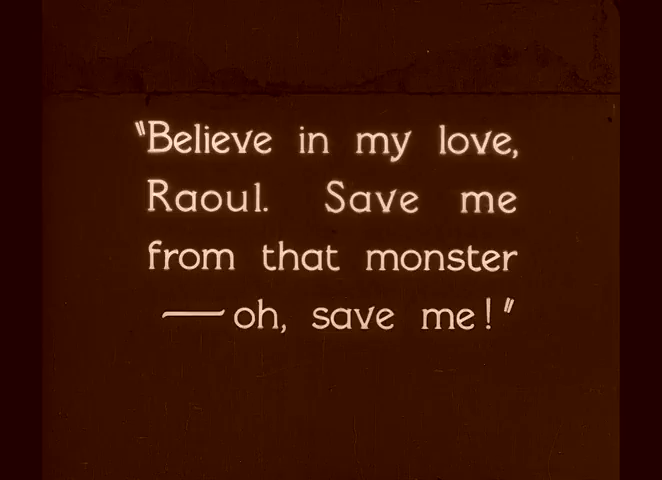 "Believe in my love,
Raoul. Save me
from that monster
—oh, save me!"